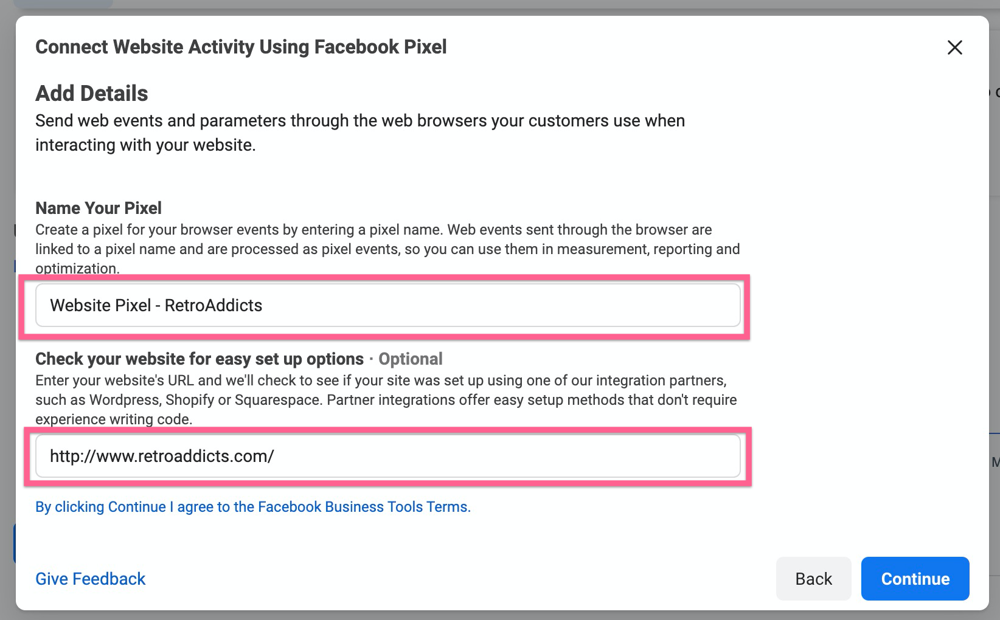 Connect Website Activity Using Facebook Pixel
Add Details
Send web events and parameters through the web browsers your customers use when
interacting with your website.
Name Your Pixel
Create a pixel for your browser events by entering a pixel name. Web events sent through the browser are
linked to a pixel name and are processed as pixel events, so you can use them in measurement, reporting and
optimization.
Website Pixel - RetroAddicts
Check your website for easy set up options · Optional
Enter your website's URL and we'll check to see if your site was set up using one of our integration partners,
such as Wordpress, Shopify or Squarespace. Partner integrations offer easy setup methods that don't require
experience writing code.
http://www.retroaddicts.com/
By clicking Continue I agree to the Facebook Business Tools Terms.
Give Feedback
Back
Continue